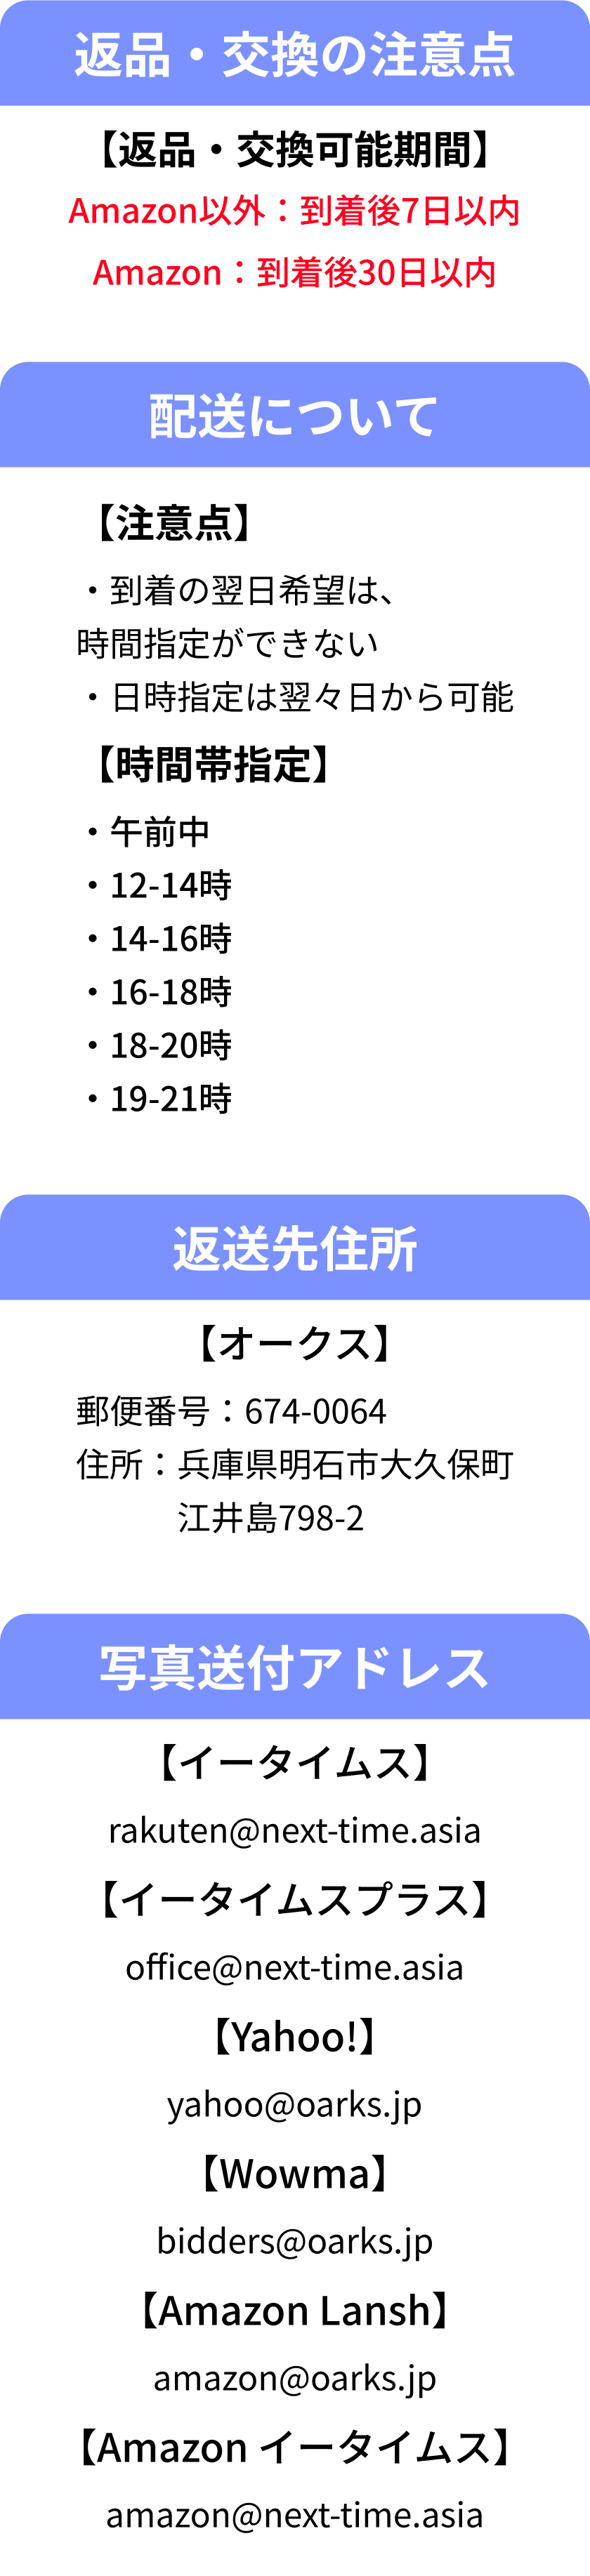 返品・交換の注意点
【返品・交換可能期間】
Amazon以外：到着後7日以内
Amazon：到着後30日以内
配送について
【注意点】
・到着の翌日希望は、
時間指定ができない
・日時指定は翌々日から可能
【時間帯指定】
・午前中
・12-14時
・14-16時
・16-18時
・18-20時
・19-21時
返送先住所
【オークス】
郵便番号：674-0064
住所：兵庫県明石市大久保町
江井島798-2
写真送付アドレス
【イータイムス】
rakuten@next-time.asia
【イータイムスプラス】
office@next-time.asia
【Yahoo!】
yahoo@oarks.jp
【Wowma】
bidders@oarks.jp
【Amazon Lansh】
amazon@oarks.jp
【Amazon イータイムス】
amazon@next-time.asia